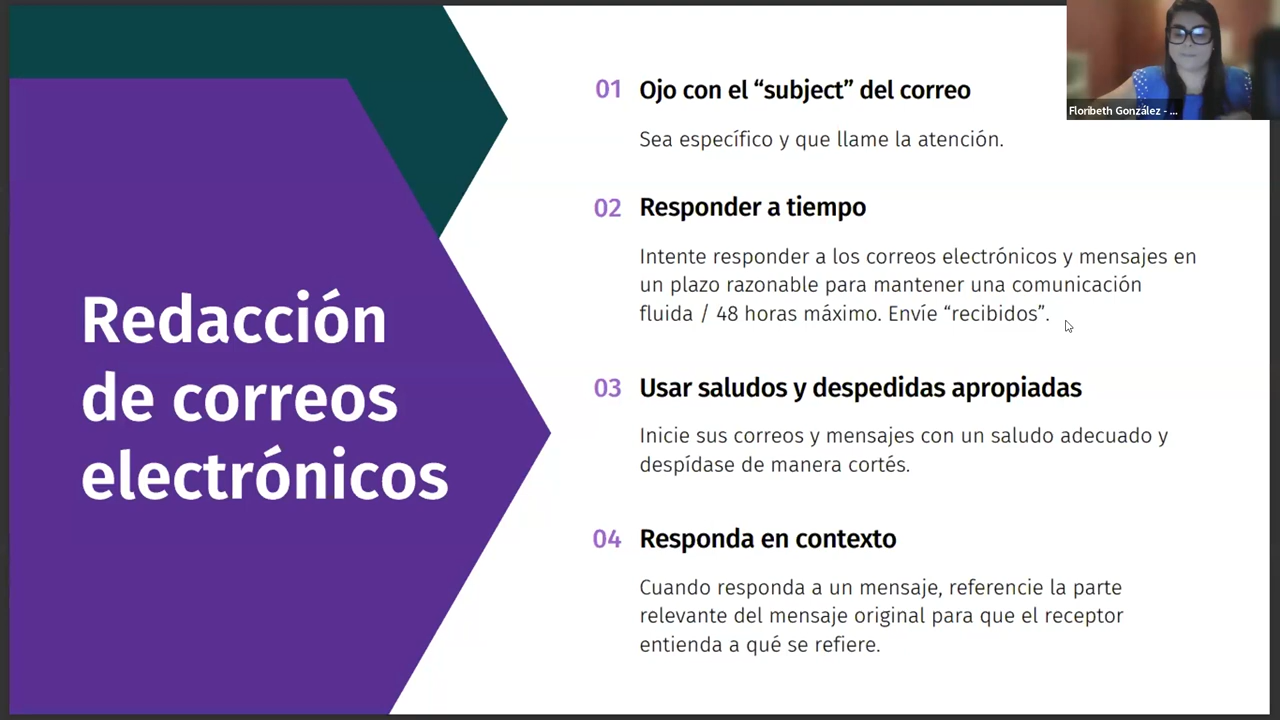 Redacción
de correos
electrónicos
01 Ojo con el “subject” del correo
Sea específico y que llame la atención.
02 Responder a tiempo
Intente responder a los correos electrónicos y mensajes en
un plazo razonable para mantener una comunicación
fluida / 48 horas máximo. Envíe “recibidos”.
03 Usar saludos y despedidas apropiadas
Inicie sus correos y mensajes con un saludo adecuado y
despídase de manera cortés.
04 Responda en contexto
Cuando responda a un mensaje, referencie la parte
relevante del mensaje original para que el receptor
entienda a qué se refiere.
Floribeth González - ...